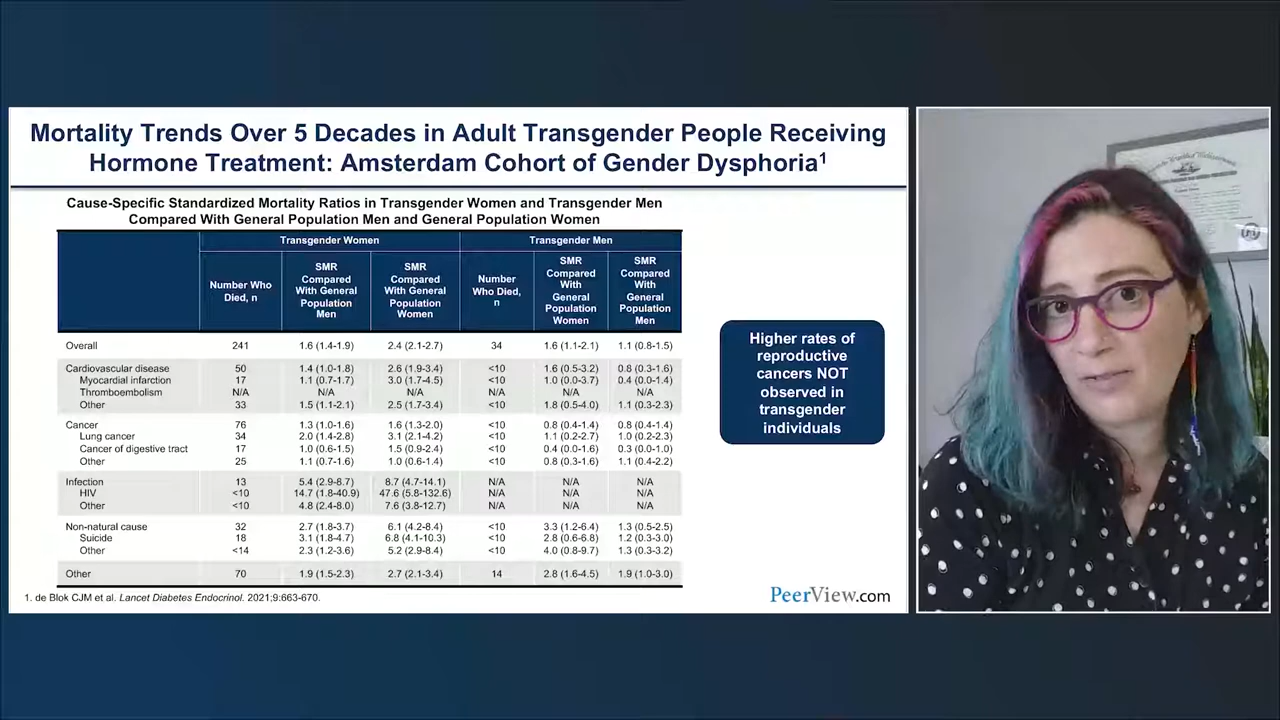 Mortality Trends Over 5 Decades in Adult Transgender People Receiving
Hormone Treatment: Amsterdam Cohort of Gender Dysphoria1
Cause-Specific Standardized Mortality Ratios in Transgender Women and Transgender Men
Compared With General Population Men and General Population Women
Transgender Women Transgender Men
Number Who Died, n SMR Compared With General Population Men SMR Compared With General Population Women Number Who Died, n SMR Compared With General Population Women SMR Compared With General Population Men
Overall 241 1.6 (1.4-1.9) 2.4 (2.1-2.7) 34 1.6 (1.1-2.1) 1.1 (0.8-1.5)
Cardiovascular disease 50 1.4 (1.0-1.8) 2.6 (1.9-3.4) <10 1.6 (0.5-3.2) 0.8 (0.3-1.6)
Myocardial infarction 17 1.1 (0.7-1.7) 3.0 (1.7-4.5) <10 1.0 (0.0-3.7) 0.4 (0.0-1.4)
Thromboembolism N/A N/A N/A N/A N/A N/A
Other 33 1.5 (1.1-2.1) 2.5 (1.7-3.4) <10 1.8 (0.5-4.0) 1.1 (0.3-2.3)
Cancer 76 1.3 (1.0-1.6) 1.6 (1.3-2.0) <10 0.8 (0.4-1.4) 0.8 (0.4-1.4)
Lung cancer 34 2.0 (1.4-2.8) 3.1 (2.1-4.2) <10 1.1 (0.2-2.7) 1.0 (0.2-2.3)
Cancer of digestive tract 17 1.0 (0.6-1.5) 1.5 (0.9-2.4) <10 0.4 (0.0-1.6) 0.3 (0.0-1.0)
Other 25 1.1 (0.7-1.6) 1.0 (0.6-1.4) <10 0.8 (0.3-1.6) 1.1 (0.4-2.2)
Infection 13 5.4 (2.9-8.7) 8.7 (4.7-14.1) N/A N/A N/A
HIV <10 14.7 (1.8-40.9) 47.6 (5.8-132.6) N/A N/A N/A
Other <10 4.8 (2.4-8.0) 7.6 (3.8-12.7) N/A N/A N/A
Non-natural cause 32 2.7 (1.8-3.7) 6.1 (4.2-8.4) <10 3.3 (1.2-6.4) 1.3 (0.5-2.5)
Suicide 18 3.1 (1.8-4.7) 6.8 (4.1-10.3) <10 2.8 (0.6-6.8) 1.2 (0.3-3.0)
Other <14 2.3 (1.2-3.6) 5.2 (2.9-8.4) <10 4.0 (0.8-9.7) 1.3 (0.3-3.2)
Other 70 1.9 (1.5-2.3) 2.7 (2.1-3.4) 14 2.8 (1.6-4.5) 1.9 (1.0-3.0)
Higher rates of
reproductive
cancers NOT
observed in
transgender
individuals
1. de Blok CJM et al. Lancet Diabetes Endocrinol. 2021;9:663-670.
PeerView.com